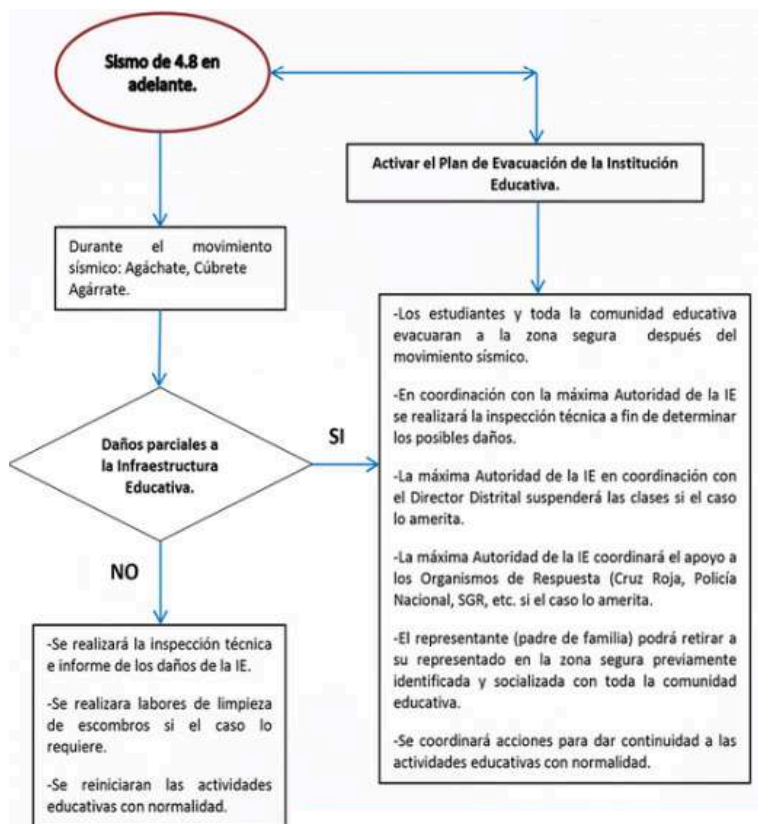 Sismo de 4.8 en
adelante.
Activar el Plan de Evacuación de la Institución
Educativa.
Durante el movimiento
sísmico: Agáchate, Cúbrete
Agárrate.
-Los estudiantes y toda la comunidad educativa
evacuaran a la zona segura después del
movimiento sísmico.
-En coordinación con la máxima Autoridad de la IE
se realizará la inspección técnica a fin de determinar
los posibles daños.
-La máxima Autoridad de la IE en coordinación con
el Director Distrital suspenderá las clases si el caso
lo amerita.
-La máxima Autoridad de la IE coordinará el apoyo a
los Organismos de Respuesta (Cruz Roja, Policía
Nacional, SGR, etc. si el caso lo amerita.
-El representante (padre de familia) podrá retirar a
su representado en la zona segura previamente
identificada y socializada con toda la comunidad
educativa.
-Se coordinará acciones para dar continuidad a las
actividades educativas con normalidad.
Daños parciales a
la Infraestructura
Educativa.
SI
NO
-Se realizará la inspección técnica
e informe de los daños de la IE.
-Se realizara labores de limpieza
de escombros si el caso lo
requiere.
-Se reiniciaran las actividades
educativas con normalidad.